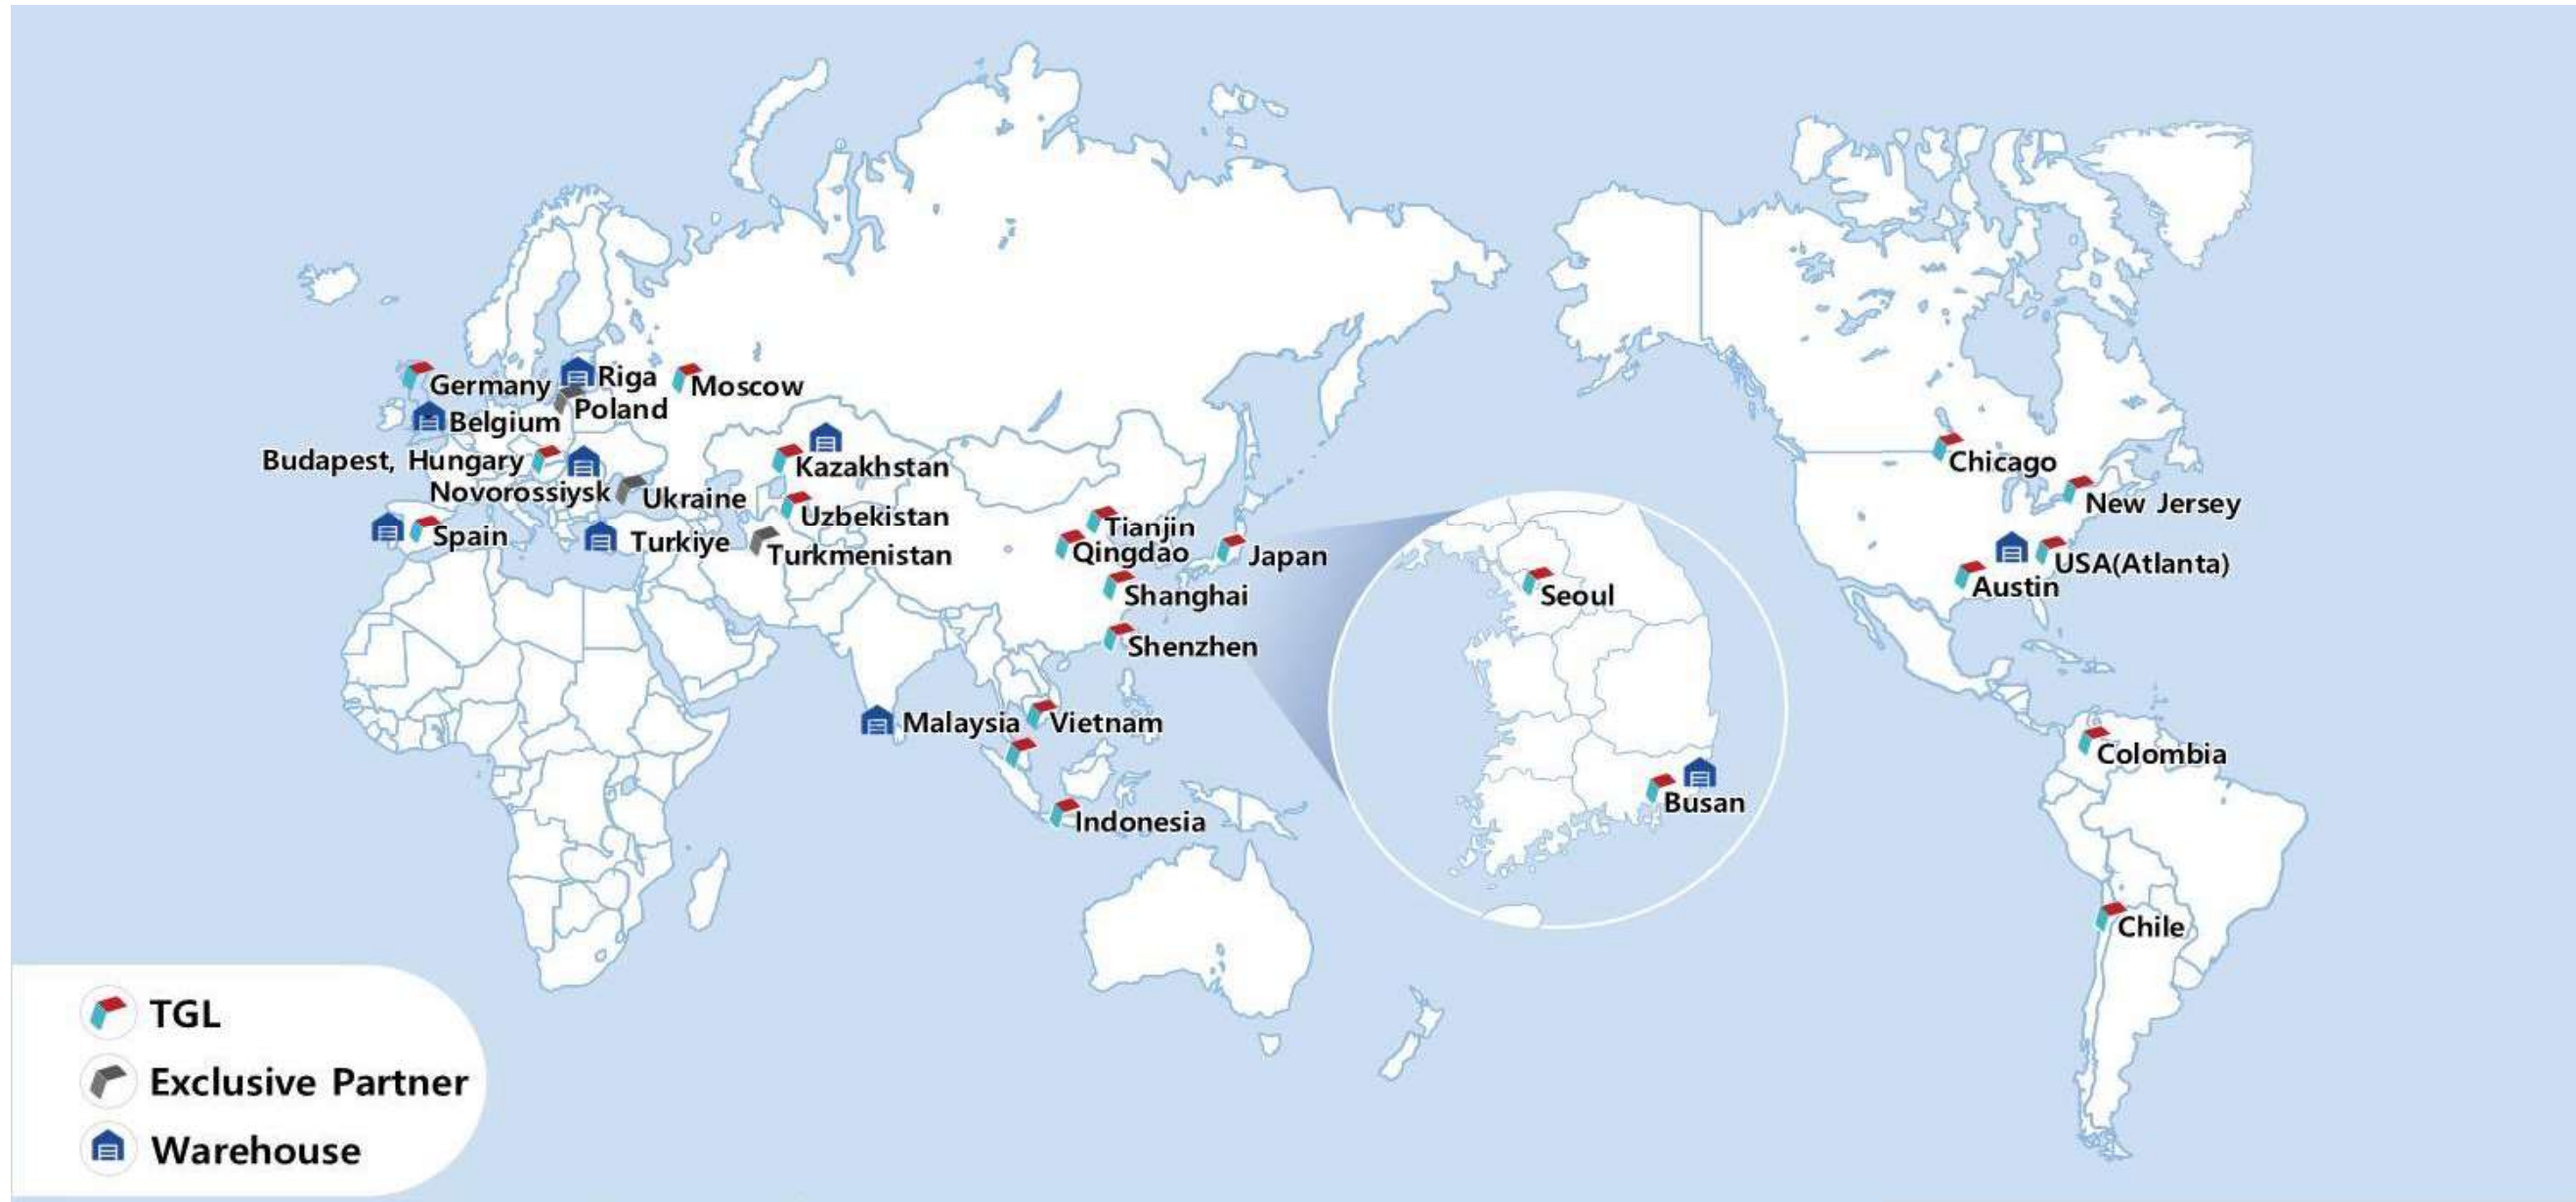 Germany
Riga
Moscow
Belgium
Poland
Budapest, Hungary
Kazakhstan
Novorossiysk
Ukraine
Uzbekistan
Spain
Turkiye
Turkmenistan
Tianjin
Qingdao
Japan
Shanghai
Shenzhen
Malaysia
Vietnam
Indonesia
Seoul
Busan
Chicago
New Jersey
USA(Atlanta)
Austin
Colombia
Chile
TGL
Exclusive Partner
Warehouse